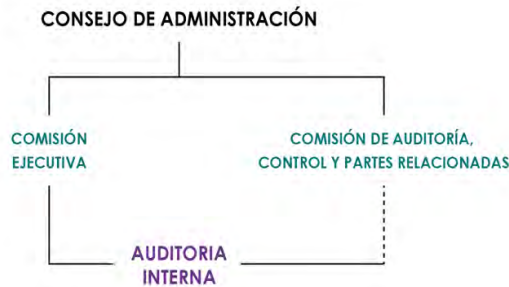 CONSEJO DE ADMINISTRACIÓN
COMISIÓN
EJECUTIVA
COMISIÓN DE AUDITORÍA,
CONTROL Y PARTES RELACIONADAS
AUDITORIA
INTERNA